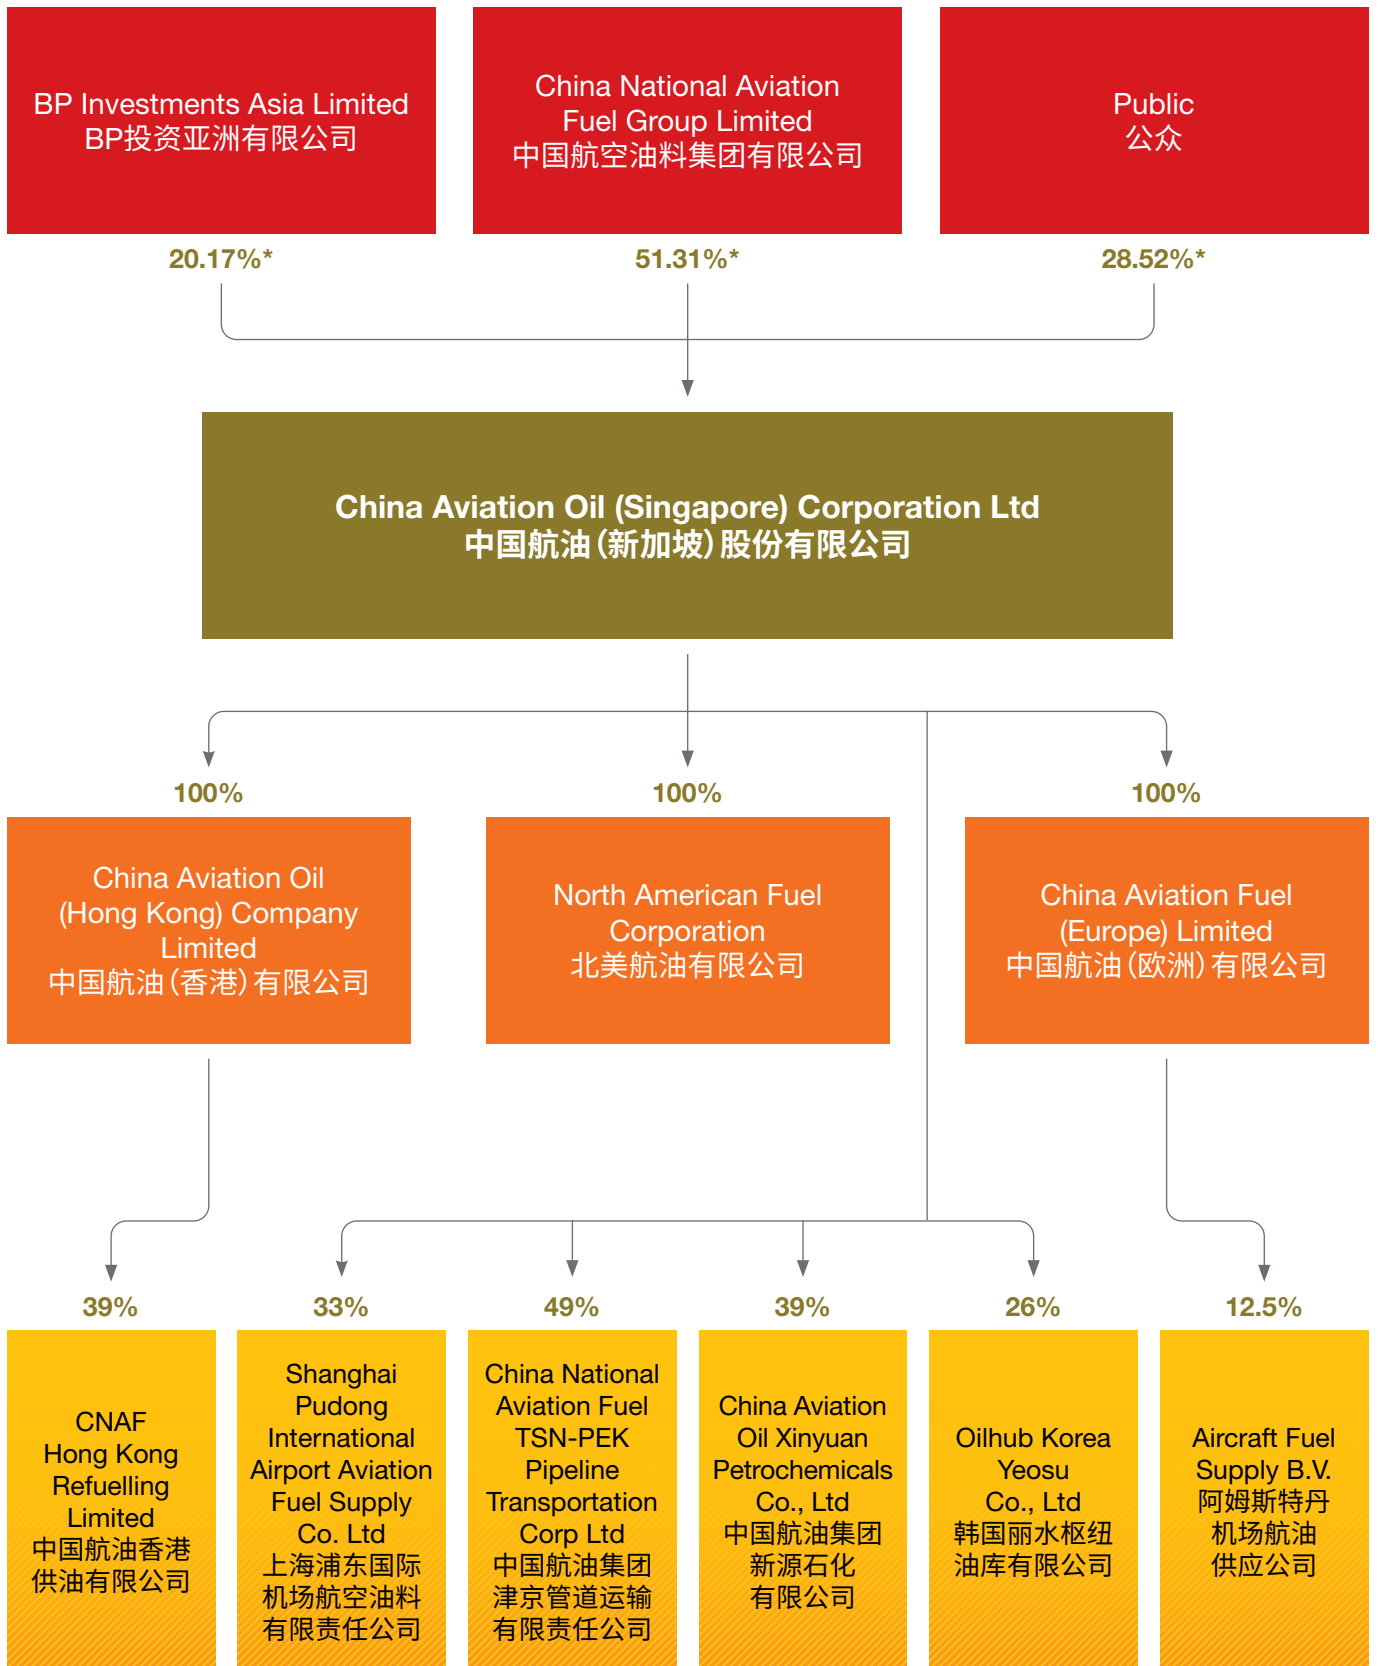 BP Investments Asia Limited
BP投资亚洲有限公司
China National Aviation
Fuel Group Limited
中国航空油料集团有限公司
Public
公众
20.17%*
51.31%*
28.52%*
China Aviation Oil (Singapore) Corporation Ltd
中国航油(新加坡)股份有限公司
100%
100%
100%
China Aviation Oil
(Hong Kong) Company
Limited
中国航油(香港)有限公司
North American Fuel
Corporation
北美航油有限公司
China Aviation Fuel
(Europe) Limited
中国航油(欧洲)有限公司
39%
33%
49%
39%
26%
12.5%
CNAF
Hong Kong
Refuelling
Limited
中国航油香港
供油有限公司
Shanghai
Pudong
International
Airport Aviation
Fuel Supply
Co. Ltd
上海浦东国际
机场航空油料
有限责任公司
China National
Aviation Fuel
TSN-PEK
Pipeline
Transportation
Corp Ltd
中国航油集团
津京管道运输
有限责任公司
China Aviation
Oil Xinyuan
Petrochemicals
Co., Ltd
中国航油集团
新源石化
有限公司
Oilhub Korea
Yeosu
Co., Ltd
韩国丽水枢纽
油库有限公司
Aircraft Fuel
Supply B.V.
阿姆斯特丹
机场航油
供应公司